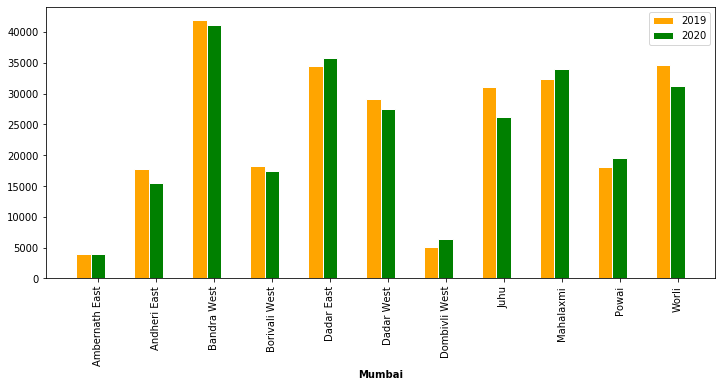 2019
2020
40000
35000
30000
25000
20000
15000
10000
5000
0
Ambernath East
Andheri East
Bandra West
Borivali West
Dadar East
Dadar West
Dombivli West
Juhu
Mahalaxmi
Powai
Worli
Mumbai